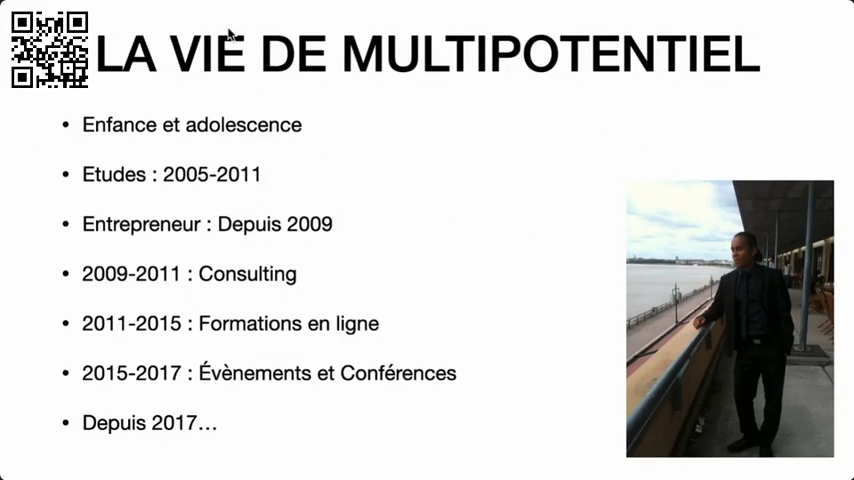 LA VIE DE MULTIPOTENTIEL
• Enfance et adolescence
• Etudes : 2005-2011
• Entrepreneur : Depuis 2009
• 2009-2011 : Consulting
• 2011-2015 : Formations en ligne
• 2015-2017 : Évènements et Conférences
• Depuis 2017…